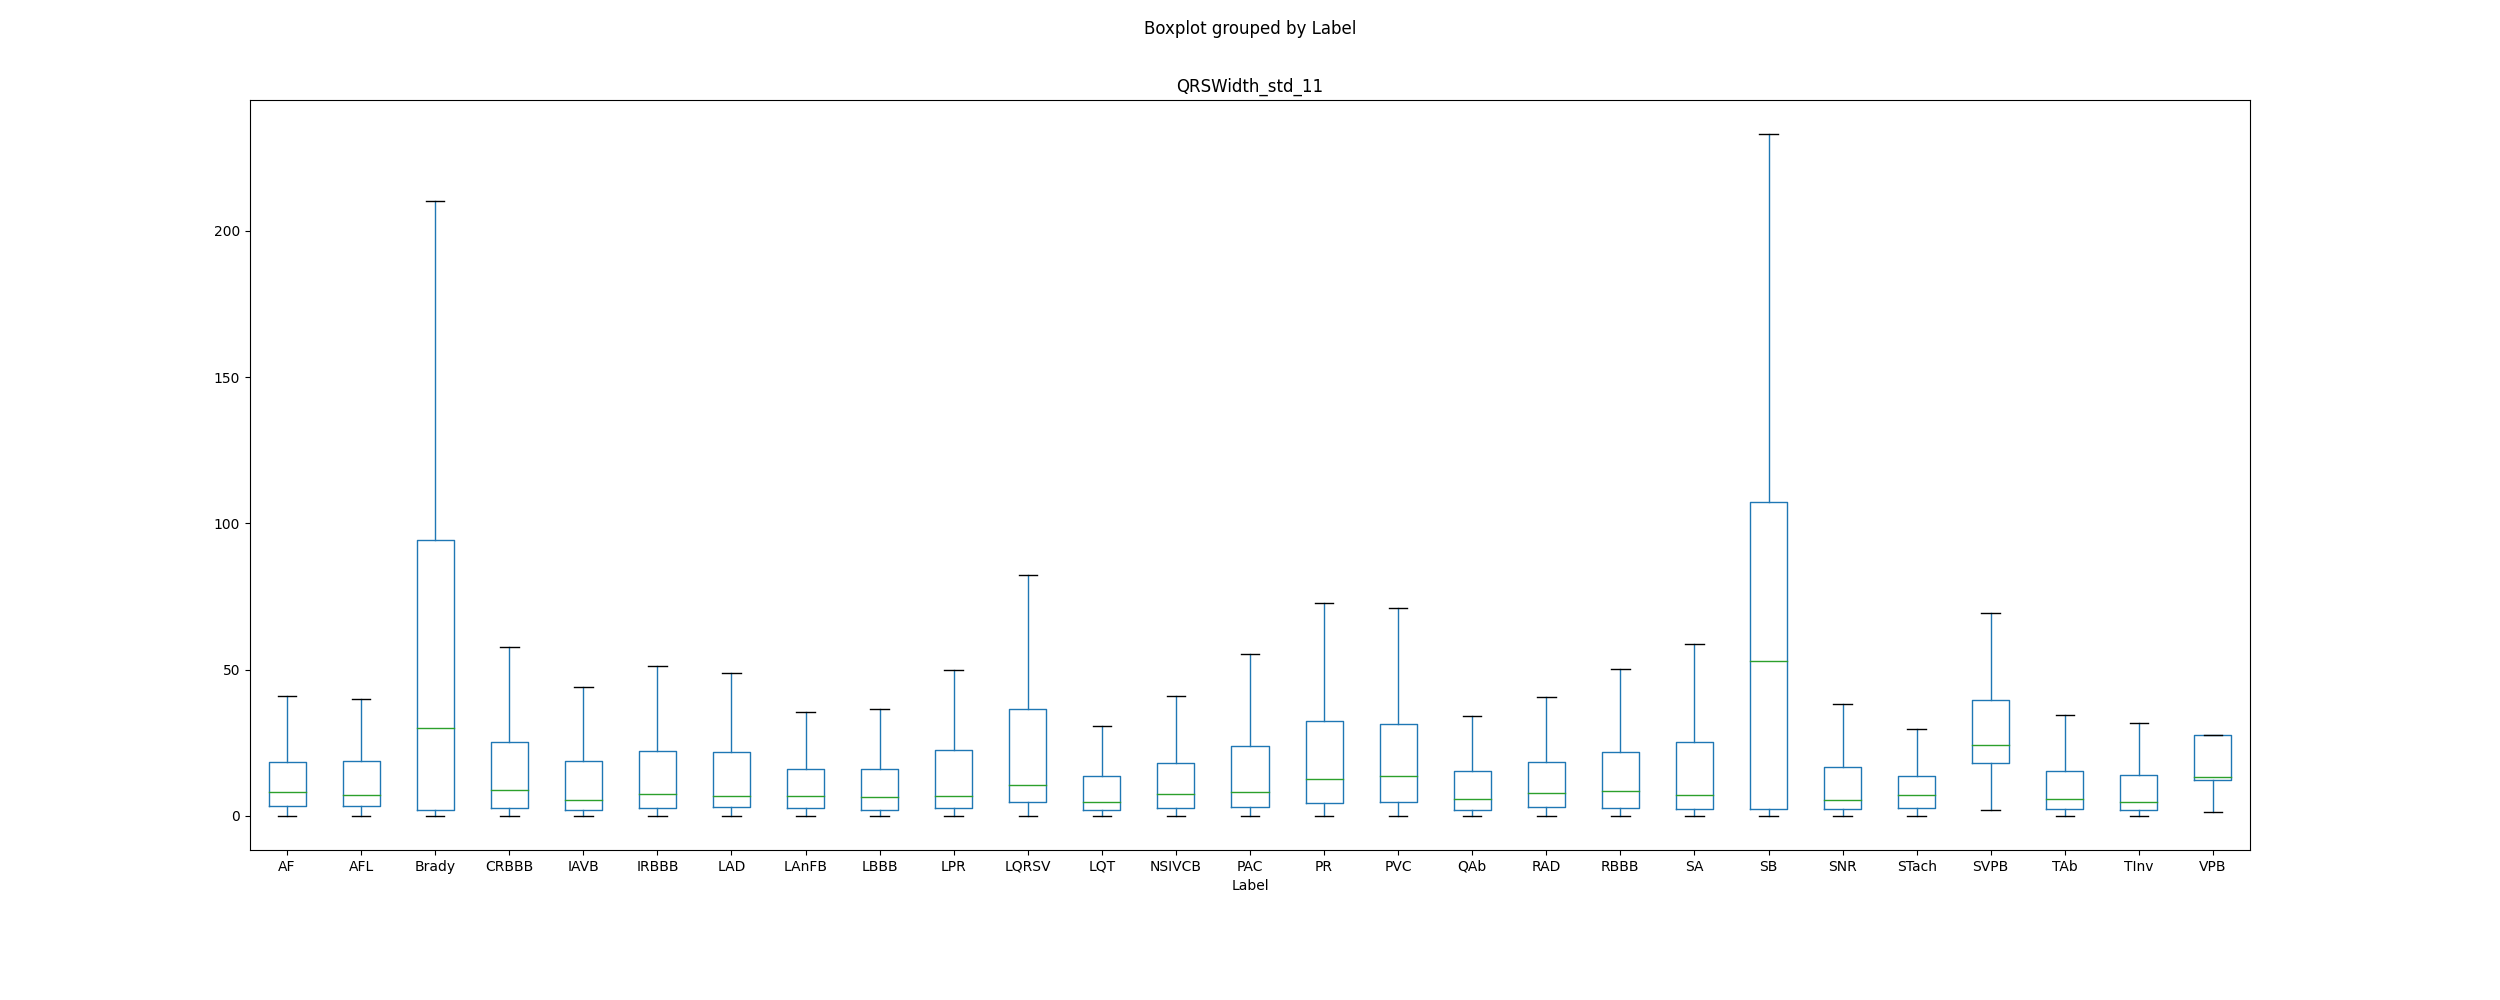 Boxplot grouped by Label
QRSWidth_std_11
200
150
100
50
0
AF AFL Brady CRBBB IAVB IRBBB LAD LAnFB LBBB LPR LQRSV LQT NSIVCB PAC PR PVC QAb RAD RBBB SA SB SNR STach SVPB TAb TInv VPB
Label